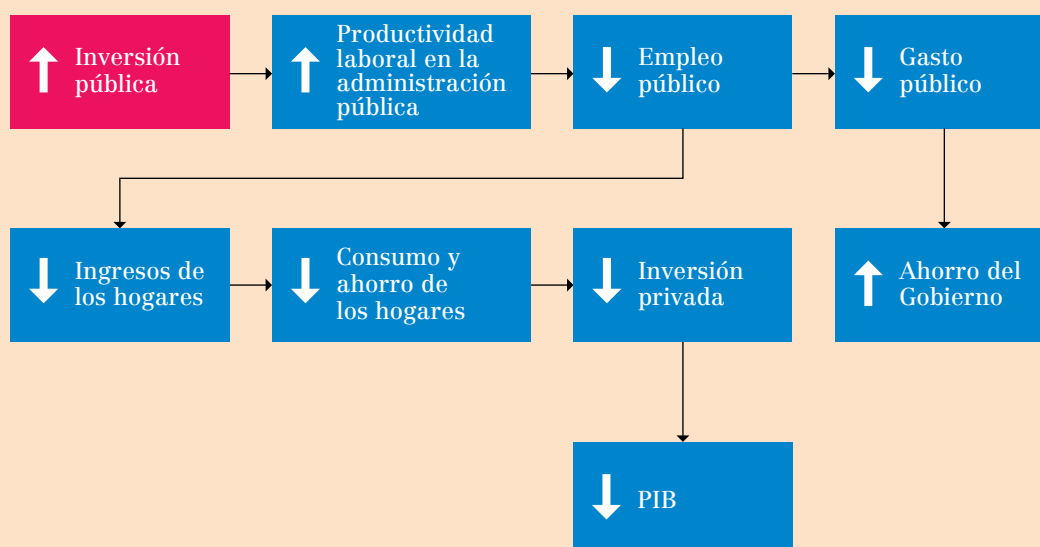 Inversión
pública
Productividad
laboral en la
administración
pública
Empleo
público
Gasto
público
Ingresos de
los hogares
Consumo y
ahorro de
los hogares
Inversión
privada
Ahorro del
Gobierno
PIB